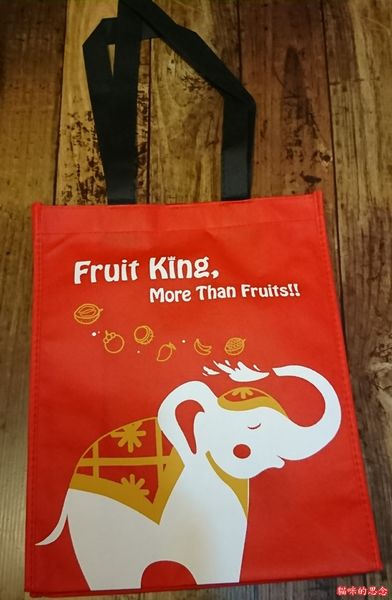 Fruit King,
More Than Fruits!!
貓咪的思念